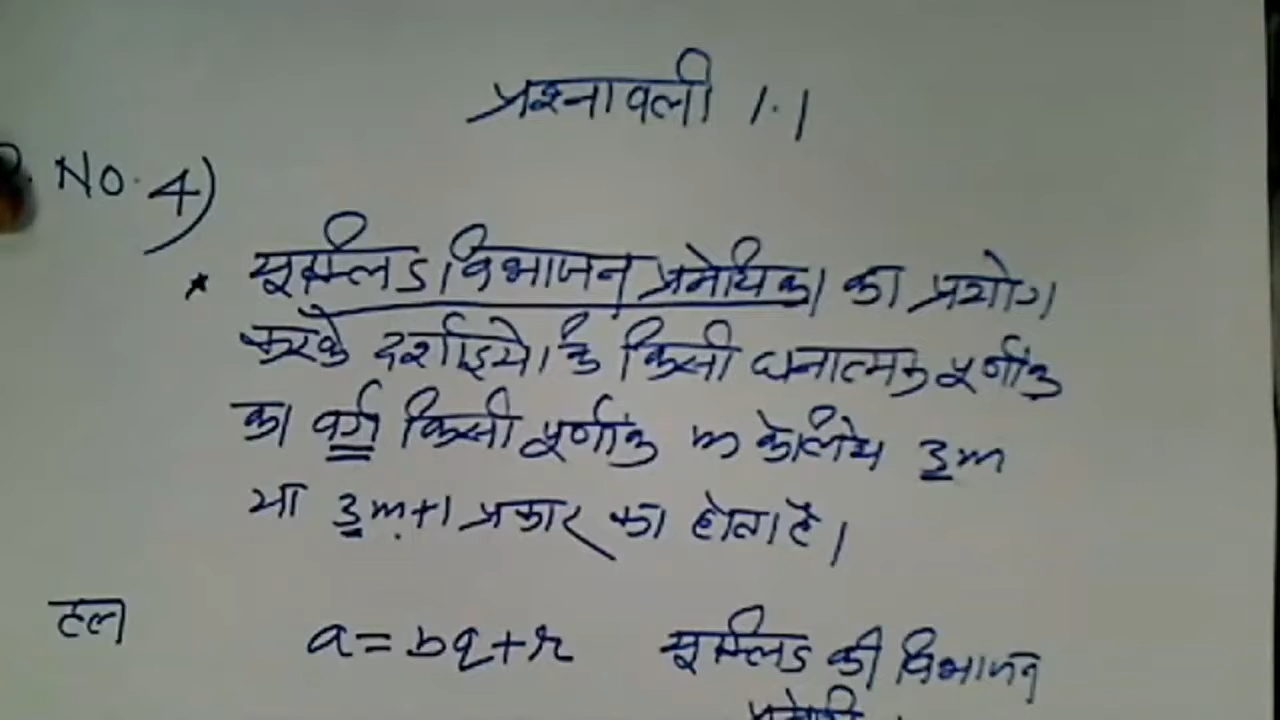 प्रश्नावली 1.1
No. 4)
* यूक्लिड विभाजन प्रमेयिका का प्रयोग
करके दर्शाइये कि किसी धनात्मक पूर्णांक
का वर्ग किसी पूर्णांक m के लिये 3m
या 3m+1 प्रकार का होता है।
हल a = bq + r यूक्लिड की विभाजन